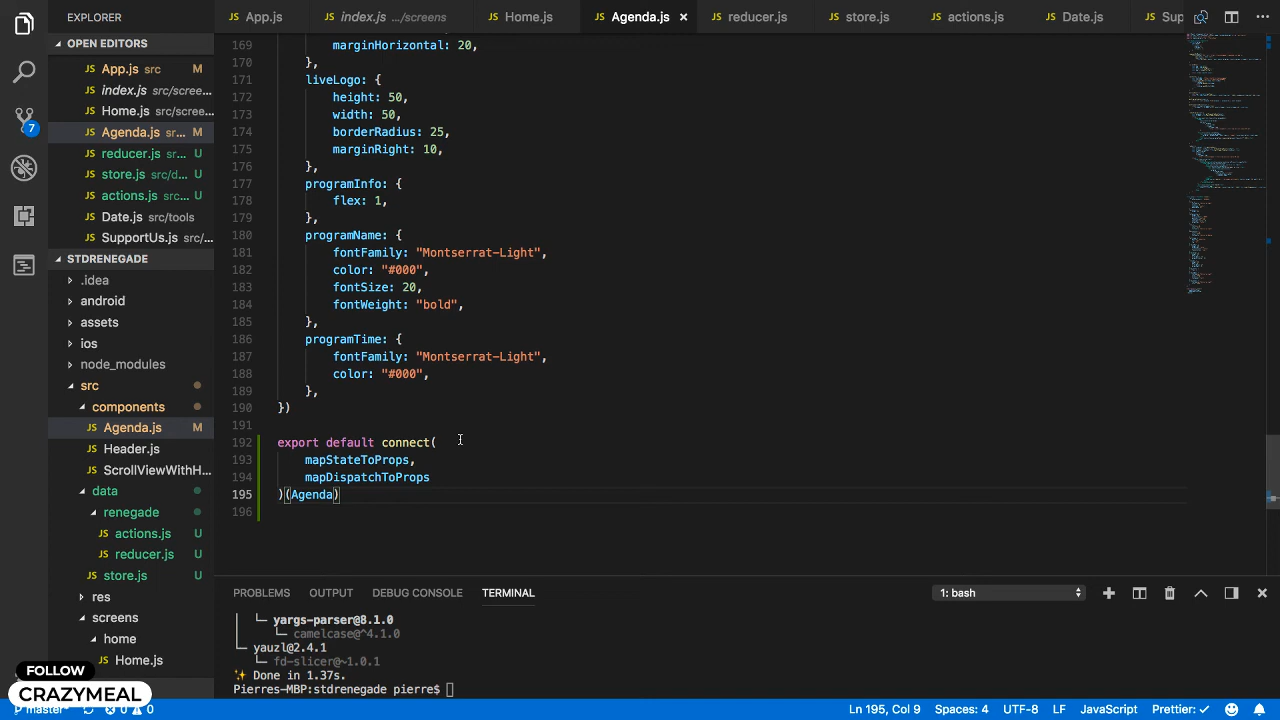 EXPLORER
OPEN EDITORS
App.js src M
index.js src/scree...
Home.js src/scree...
Agenda.js sr... M
reducer.js sr... U
store.js src/d... U
actions.js src... U
Date.js src/tools
SupportUs.js src/...
STDRENEGADE
.idea
android
assets
ios
node_modules
src
components
Agenda.js M
Header.js
ScrollViewWithH...
data
renegade
actions.js U
reducer.js U
store.js U
res
screens
home
Home.js
7
FOLLOW
CRAZYMEAL
App.js M
index.js .../screens
Home.js
Agenda.js
reducer.js
store.js
actions.js
Date.js
Sup
169 marginHorizontal: 20,
170 },
171 liveLogo: {
172 height: 50,
173 width: 50,
174 borderRadius: 25,
175 marginRight: 10,
176 },
177 programInfo: {
178 flex: 1,
179 },
180 programName: {
181 fontFamily: "Montserrat-Light",
182 color: "#000",
183 fontSize: 20,
184 fontWeight: "bold",
185 },
186 programTime: {
187 fontFamily: "Montserrat-Light",
188 color: "#000",
189 },
190 })
191
192 export default connect(
193 mapStateToProps,
194 mapDispatchToProps
195 )(Agenda)
196
PROBLEMS OUTPUT DEBUG CONSOLE TERMINAL 1: bash
└─ yargs-parser@8.1.0
└─ camelcase@^4.1.0
└─ yauzl@2.4.1
└─ fd-slicer@~1.0.1
✨ Done in 1.37s.
Pierres-MBP:stdrenegade pierre$
master* 0 0 Ln 195, Col 9 Spaces: 4 UTF-8 LF JavaScript Prettier: ✓